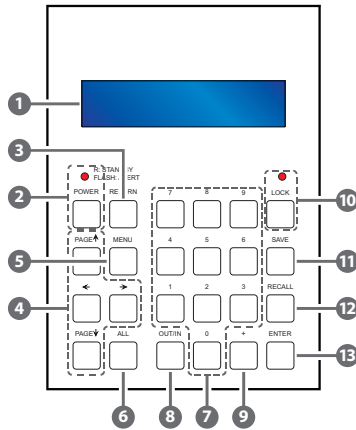 1
3
R: STANDBY
FLASH: ALERT
2
POWER
RETURN
7
8
9
LOCK
10
PAGE↑
MENU
4
5
6
SAVE
5
11
←
→
1
2
3
RECALL
4
12
PAGE↓
ALL
OUT/IN
0
+
ENTER
13
6
8
7
9